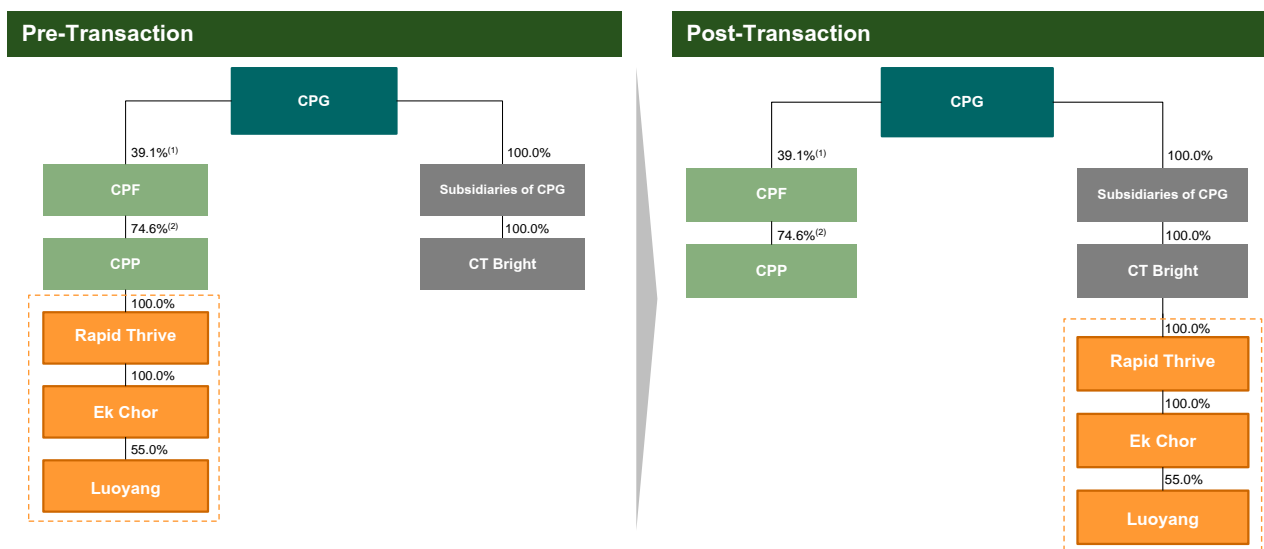 Pre-Transaction
CPG
39.1%(1)
100.0%
CPF
Subsidiaries of CPG
74.6%(2)
100.0%
CPP
CT Bright
100.0%
Rapid Thrive
100.0%
Ek Chor
55.0%
Luoyang
Post-Transaction
CPG
39.1%(1)
100.0%
CPF
Subsidiaries of CPG
74.6%(2)
100.0%
CPP
CT Bright
100.0%
Rapid Thrive
100.0%
Ek Chor
55.0%
Luoyang